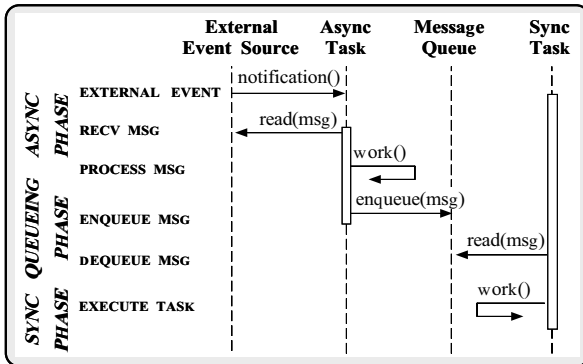 External Event Source
Async Task
Message Queue
Sync Task
ASYNC PHASE
QUEUEING PHASE
SYNC PHASE
EXTERNAL EVENT
notification()
RECV MSG
read(msg)
PROCESS MSG
work()
ENQUEUE MSG
enqueue(msg)
DEQUEUE MSG
read(msg)
EXECUTE TASK
work()